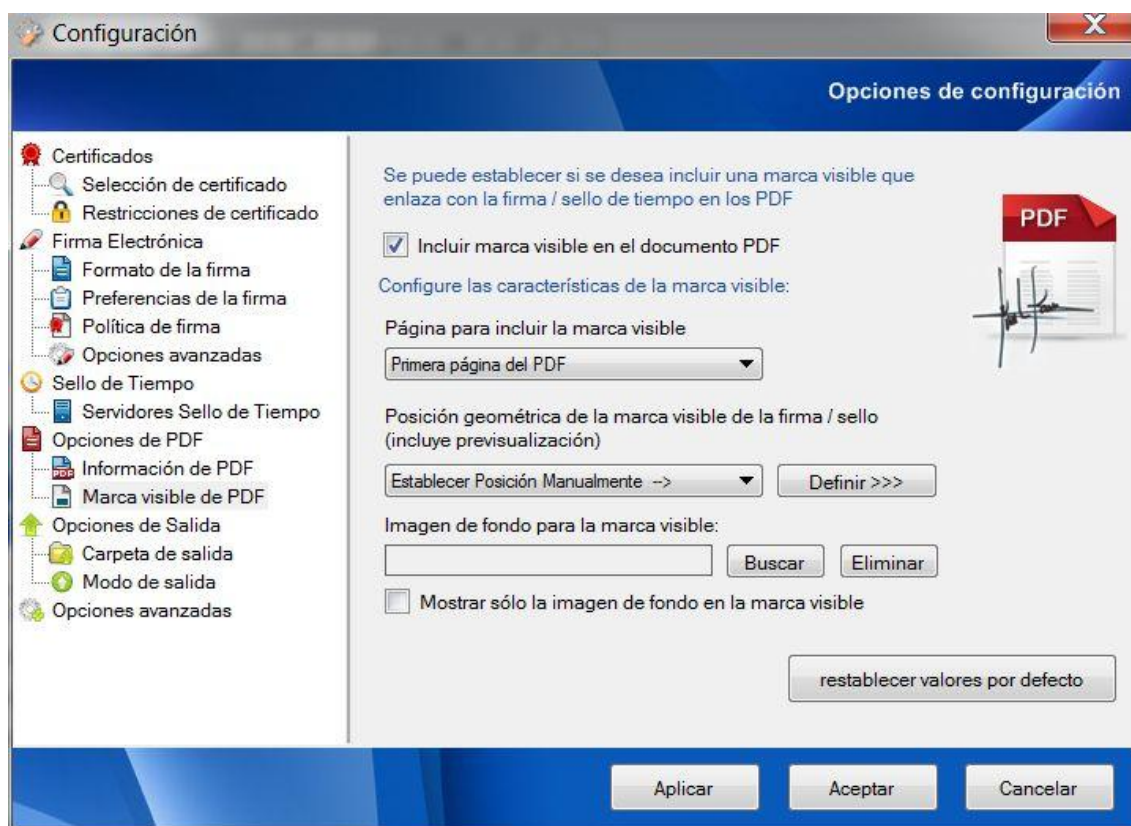 Configuración
X
Opciones de configuración
Certificados
Selección de certificado
Restricciones de certificado
Firma Electrónica
Formato de la firma
Preferencias de la firma
Política de firma
Opciones avanzadas
Sello de Tiempo
Servidores Sello de Tiempo
Opciones de PDF
Información de PDF
Marca visible de PDF
Opciones de Salida
Carpeta de salida
Modo de salida
Opciones avanzadas
Se puede establecer si se desea incluir una marca visible que
enlaza con la firma / sello de tiempo en los PDF
PDF
Incluir marca visible en el documento PDF
Configure las características de la marca visible:
Página para incluir la marca visible
Primera página del PDF
Posición geométrica de la marca visible de la firma / sello
(incluye previsualización)
Establecer Posición Manualmente -->
Definir >>>
Imagen de fondo para la marca visible:
Buscar
Eliminar
Mostrar sólo la imagen de fondo en la marca visible
restablecer valores por defecto
Aplicar
Aceptar
Cancelar